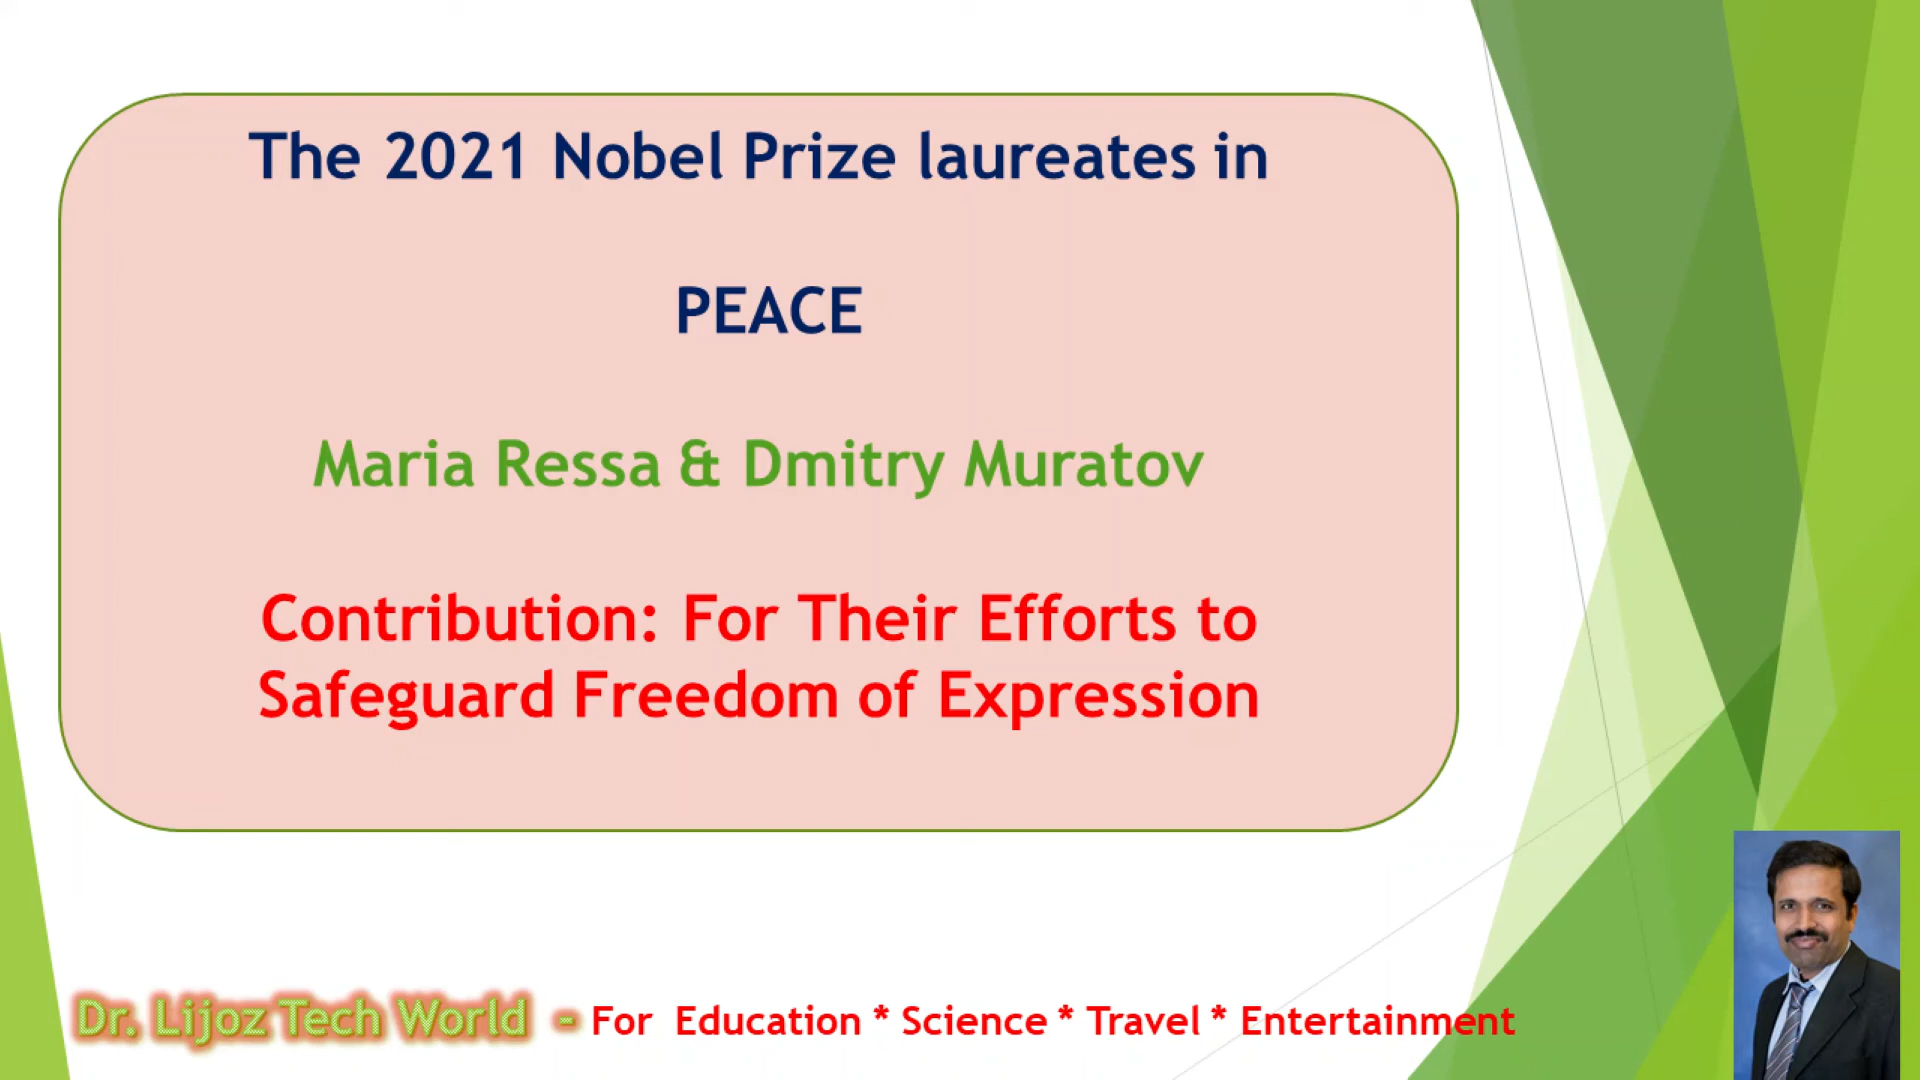 The 2021 Nobel Prize laureates in
PEACE
Maria Ressa & Dmitry Muratov
Contribution: For Their Efforts to
Safeguard Freedom of Expression
Dr. Lijoz Tech World - For Education * Science * Travel * Entertainment